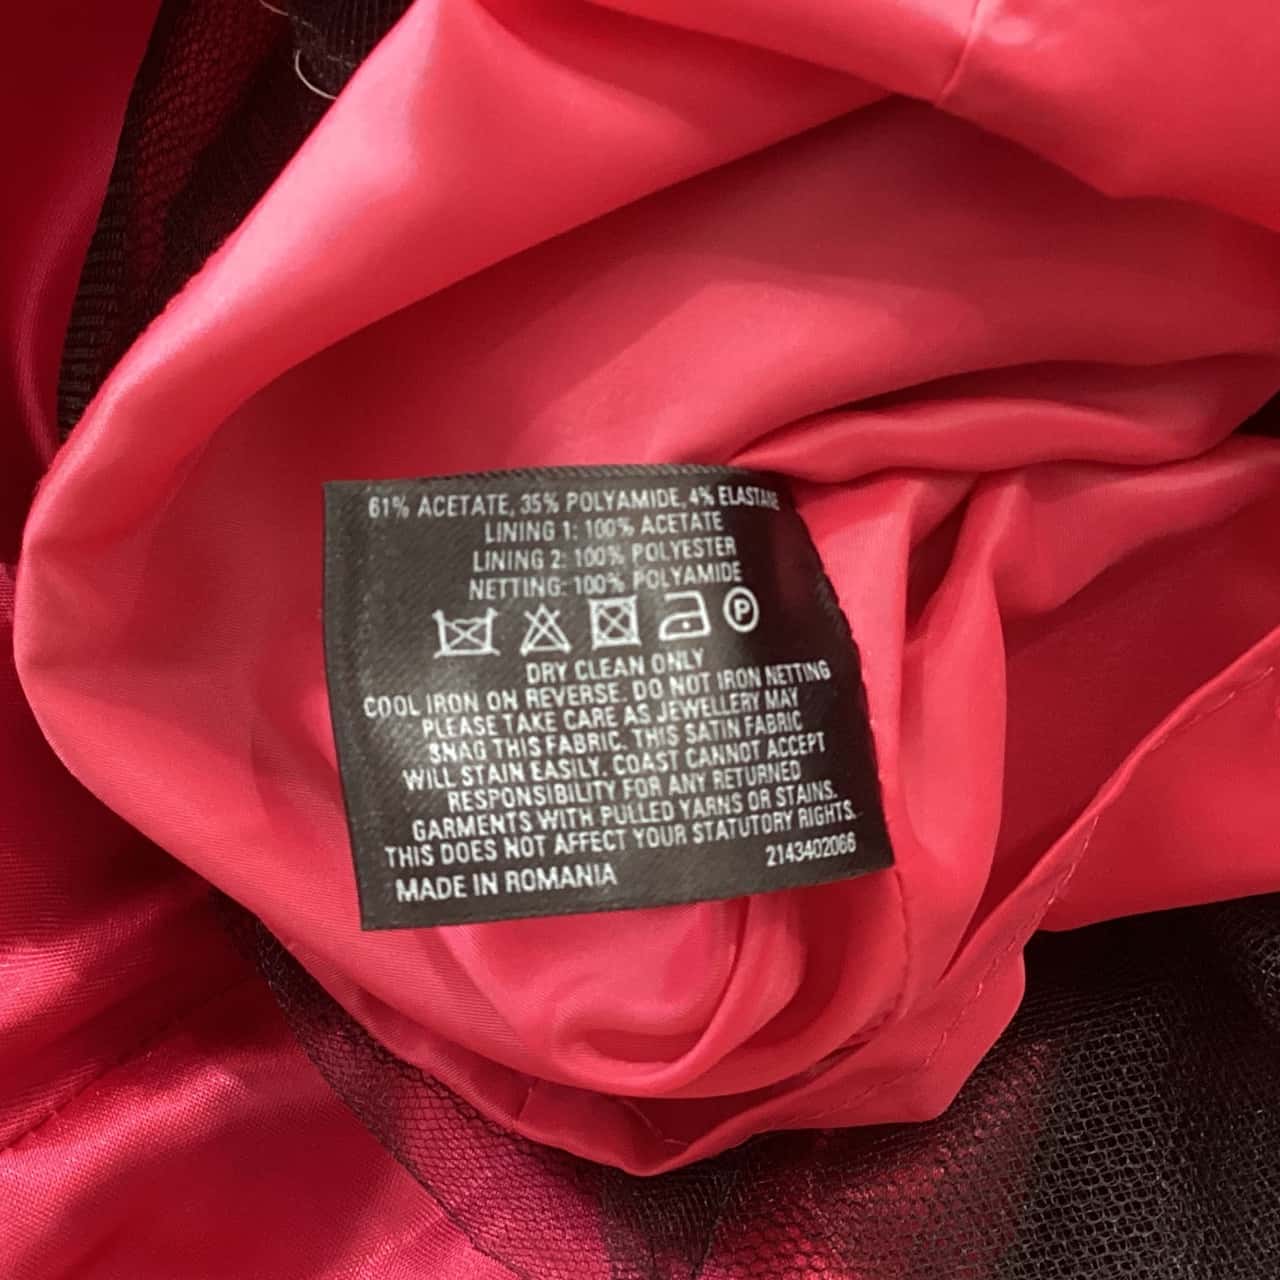 61% ACETATE, 35% POLYAMIDE, 4% ELASTANE
LINING 1: 100% ACETATE
LINING 2: 100% POLYESTER
NETTING: 100% POLYAMIDE
P
DRY CLEAN ONLY
COOL IRON ON REVERSE. DO NOT IRON NETTING
PLEASE TAKE CARE AS JEWELLERY MAY
SNAG THIS FABRIC. THIS SATIN FABRIC
WILL STAIN EASILY. COAST CANNOT ACCEPT
RESPONSIBILITY FOR ANY RETURNED
GARMENTS WITH PULLED YARNS OR STAINS.
THIS DOES NOT AFFECT YOUR STATUTORY RIGHTS.
2143402066
MADE IN ROMANIA